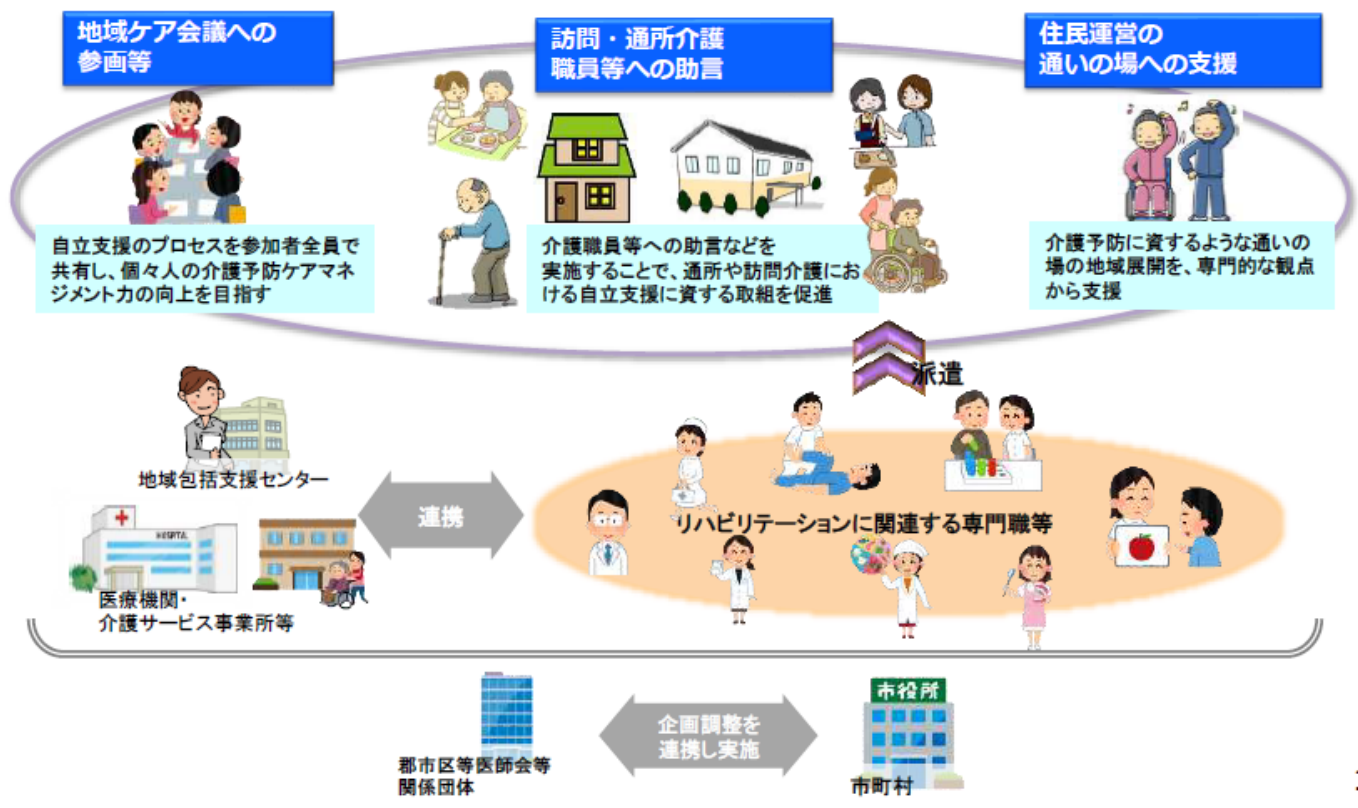 地域ケア会議への
参画等
訪問・通所介護
職員等への助言
住民運営の
通いの場への支援
自立支援のプロセスを参加者全員で
共有し、個々人の介護予防ケアマネ
ジメント力の向上を目指す
介護職員等への助言などを
実施することで、通所や訪問介護にお
ける自立支援に資する取組を促進
介護予防に資するような通いの
場の地域展開を、専門的な観点
から支援
派遣
地域包括支援センター
連携
リハビリテーションに関連する専門職等
HOSPITAL
医療機関・
介護サービス事業所等
市役所
企画調整を
連携し実施
郡市区等医師会等
関係団体
市町村